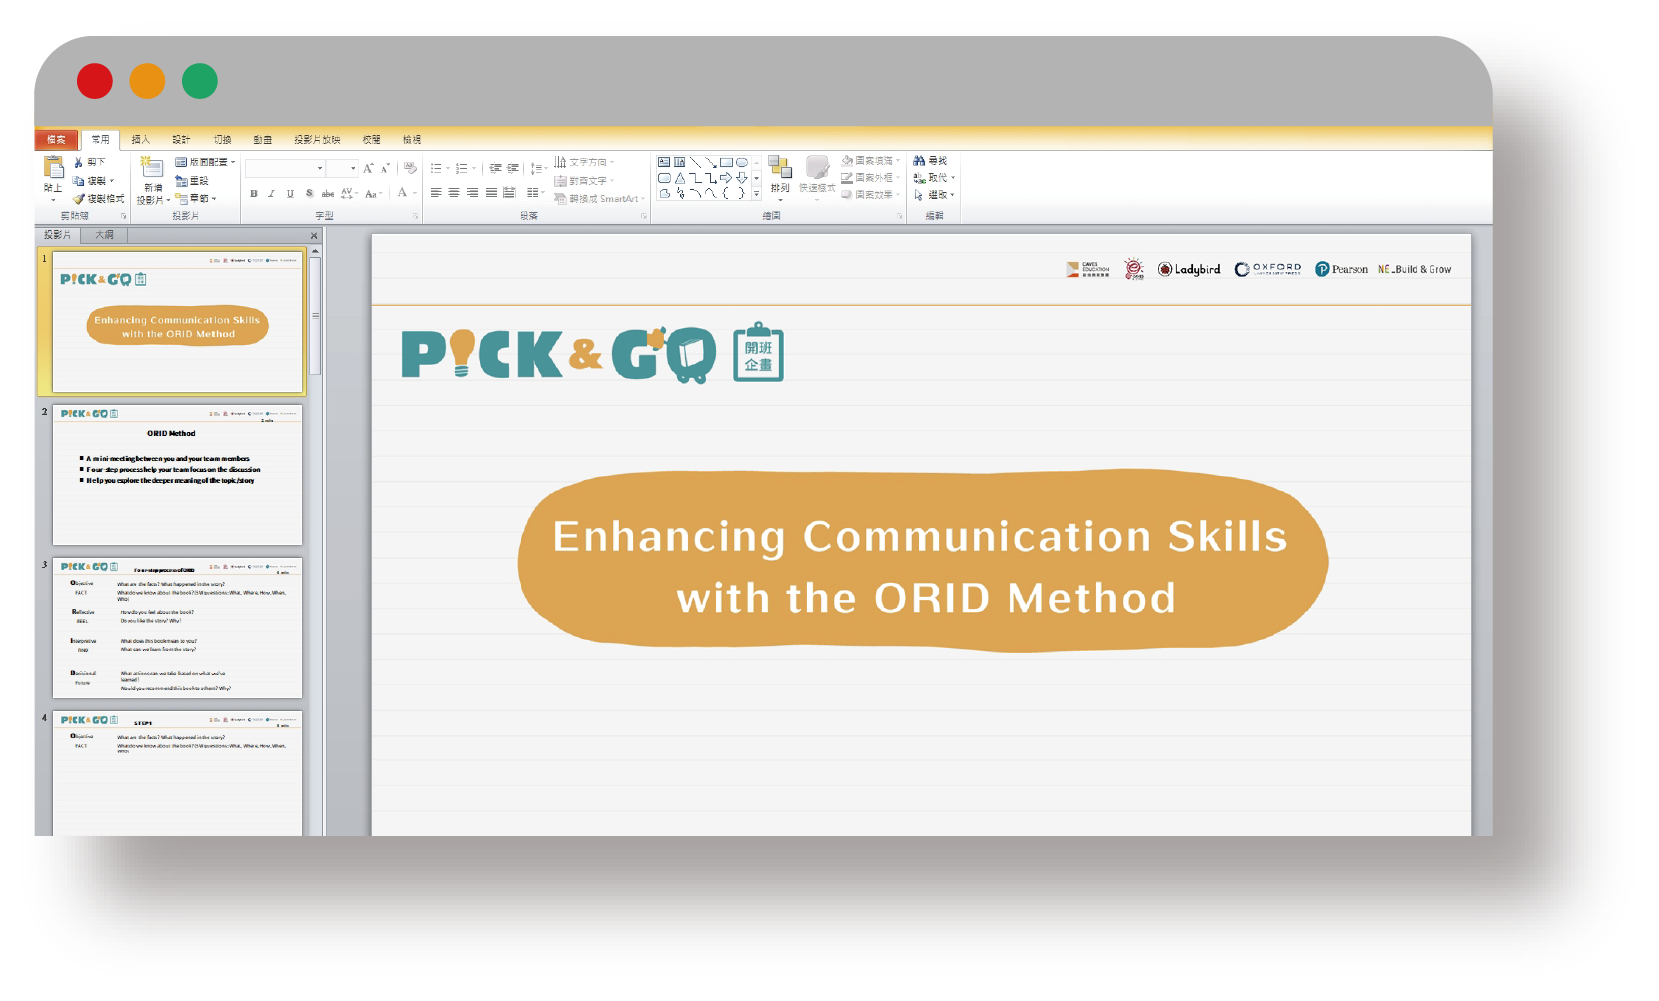 檔案 常用 插入 設計 切換 動畫 投影片放映 校閱 檢視
貼上
剪下
複製
複製格式
剪貼簿
新增
投影片
版面配置
重設
章節
投影片
B I U S abc AV Aa A
字型
文字方向
對齊文字
轉換成 SmartArt
段落
排列
快速樣式
圖案填滿
圖案外框
圖案效果
繪圖
尋找
取代
選取
編輯
投影片 大綱
1
PICK & GO
Enhancing Communication Skills
with the ORID Method
2
PICK & GO
ORID Method
A mini meeting between you and your team members
Four-step process help your team focus on the discussion
Help you explore the deeper meaning of the topic/story
3
PICK & GO
Four-step process of ORID
Objective
FACT
What are the facts? What happened in the story?
What do we know about the book? (5W questions: What, Where, How, When,
Who)
Reflective
FEEL
How do you feel about the book?
Do you like the story? Why?
Interpretive
FIND
What does this book mean to you?
What can we learn from the story?
Decisional
Future
What actions can we take based on what we've
learned?
Would you recommend this book to others? Why?
4
PICK & GO
STEP1
Objective
FACT
What are the facts? What happened in the story?
What do we know about the book? (5W questions: What, Where, How, When,
Who)
CAVES
EDUCATION
Ladybird
OXFORD
Pearson
NE_Build & Grow
PICK & GO
開班
企畫
Enhancing Communication Skills
with the ORID Method